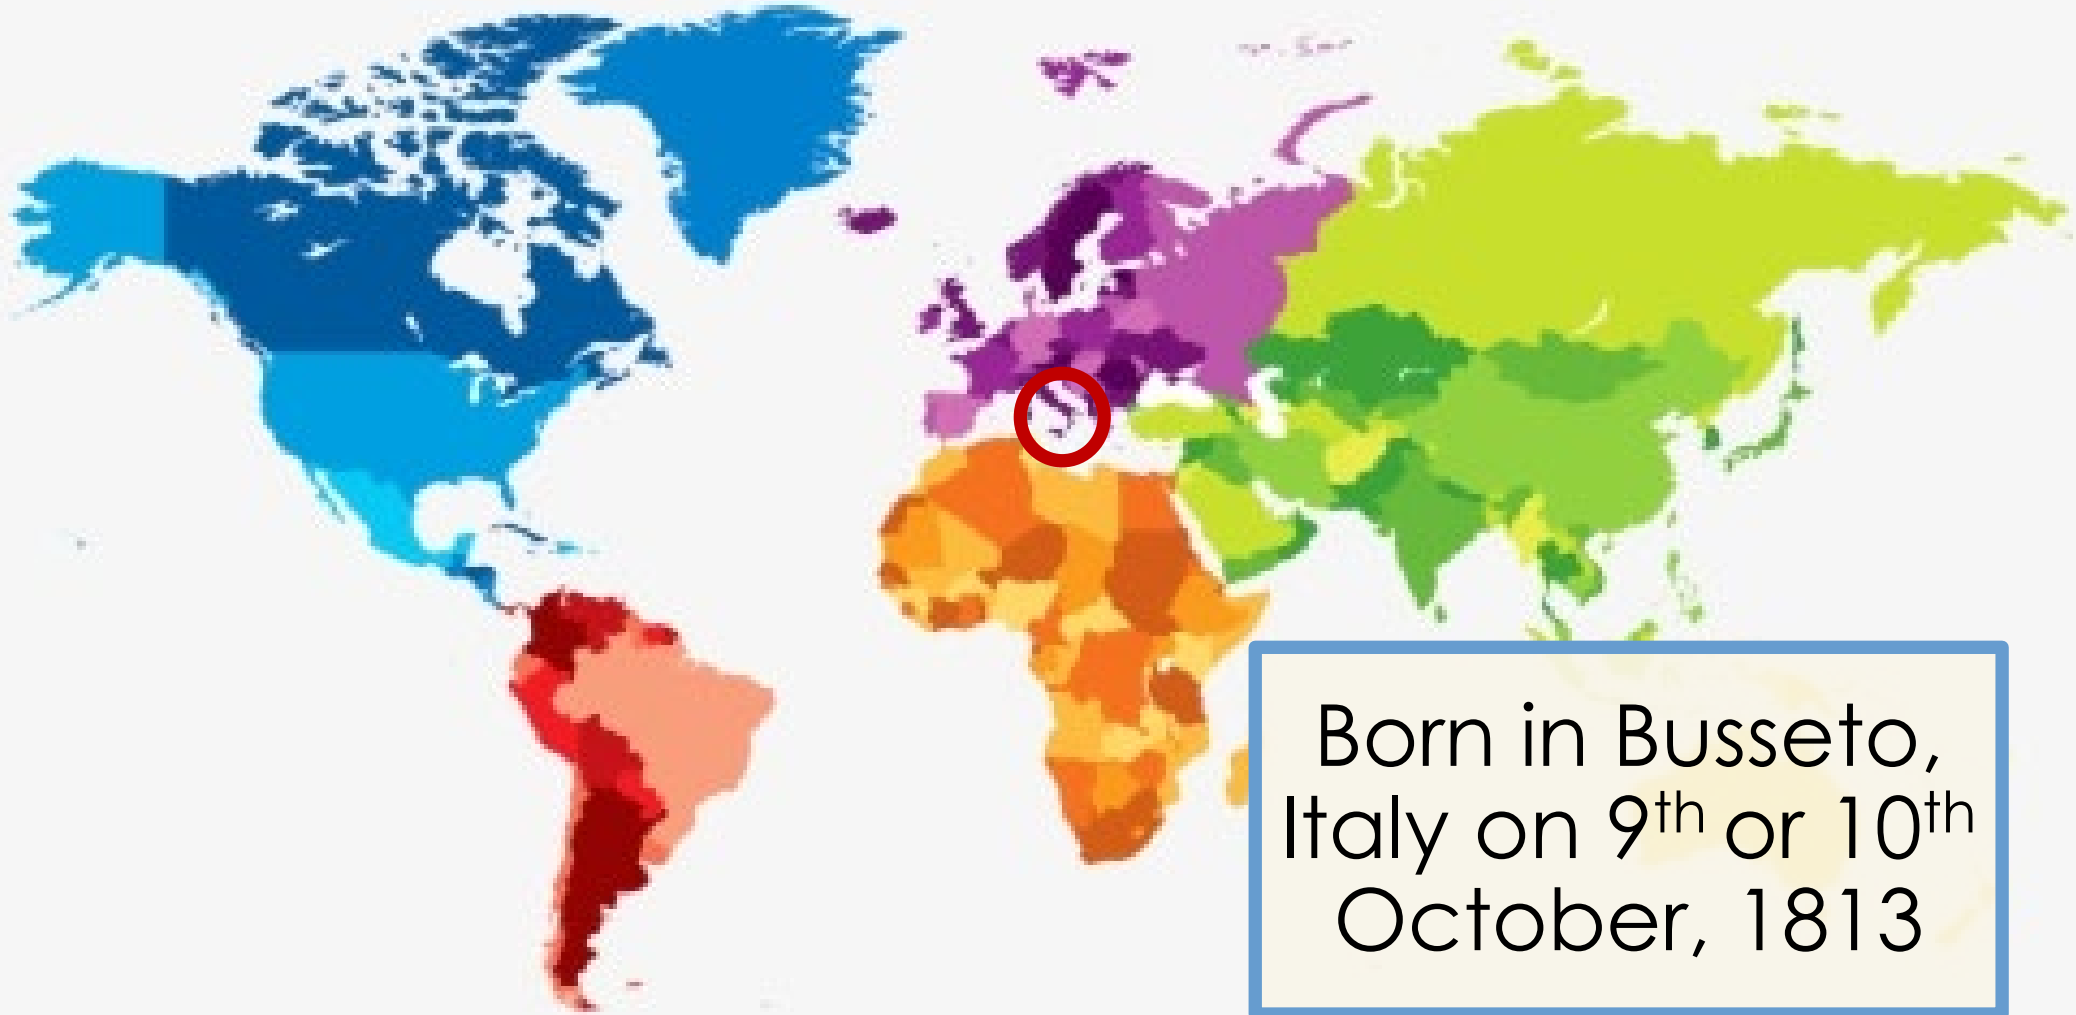 Born in Busseto,
Italy on 9th or 10th
October, 1813